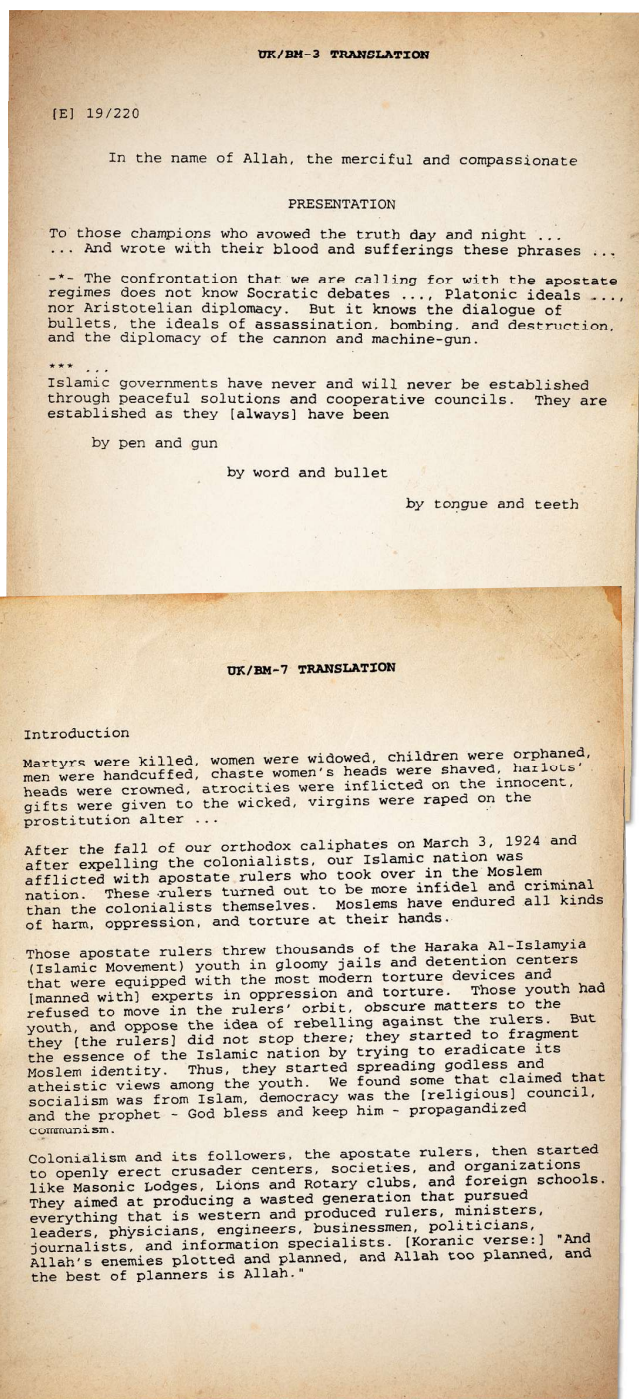 UK/BM-3 TRANSLATION
[E] 19/220
In the name of Allah, the merciful and compassionate
PRESENTATION
To those champions who avowed the truth day and night ...
... And wrote with their blood and sufferings these phrases ...
-*- The confrontation that we are calling for with the apostate
regimes does not know Socratic debates ..., Platonic ideals ...,
nor Aristotelian diplomacy. But it knows the dialogue of
bullets, the ideals of assassination, bombing, and destruction,
and the diplomacy of the cannon and machine-gun.
*** ...
Islamic governments have never and will never be established
through peaceful solutions and cooperative councils. They are
established as they [always] have been
by pen and gun
by word and bullet
by tongue and teeth
UK/BM-7 TRANSLATION
Introduction
Martyrs were killed, women were widowed, children were orphaned,
men were handcuffed, chaste women's heads were shaved, harlots'
heads were crowned, atrocities were inflicted on the innocent,
gifts were given to the wicked, virgins were raped on the
prostitution alter ...
After the fall of our orthodox caliphates on March 3, 1924 and
after expelling the colonialists, our Islamic nation was
afflicted with apostate rulers who took over in the Moslem
nation. These rulers turned out to be more infidel and criminal
than the colonialists themselves. Moslems have endured all kinds
of harm, oppression, and torture at their hands.
Those apostate rulers threw thousands of the Haraka Al-Islamyia
(Islamic Movement) youth in gloomy jails and detention centers
that were equipped with the most modern torture devices and
[manned with] experts in oppression and torture. Those youth had
refused to move in the rulers' orbit, obscure matters to the
youth, and oppose the idea of rebelling against the rulers. But
they [the rulers] did not stop there; they started to fragment
the essence of the Islamic nation by trying to eradicate its
Moslem identity. Thus, they started spreading godless and
atheistic views among the youth. We found some that claimed that
socialism was from Islam, democracy was the [religious] council,
and the prophet - God bless and keep him - propagandized
communism.
Colonialism and its followers, the apostate rulers, then started
to openly erect crusader centers, societies, and organizations
like Masonic Lodges, Lions and Rotary clubs, and foreign schools.
They aimed at producing a wasted generation that pursued
everything that is western and produced rulers, ministers,
leaders, physicians, engineers, businessmen, politicians,
journalists, and information specialists. [Koranic verse:] "And
Allah's enemies plotted and planned, and Allah too planned, and
the best of planners is Allah."